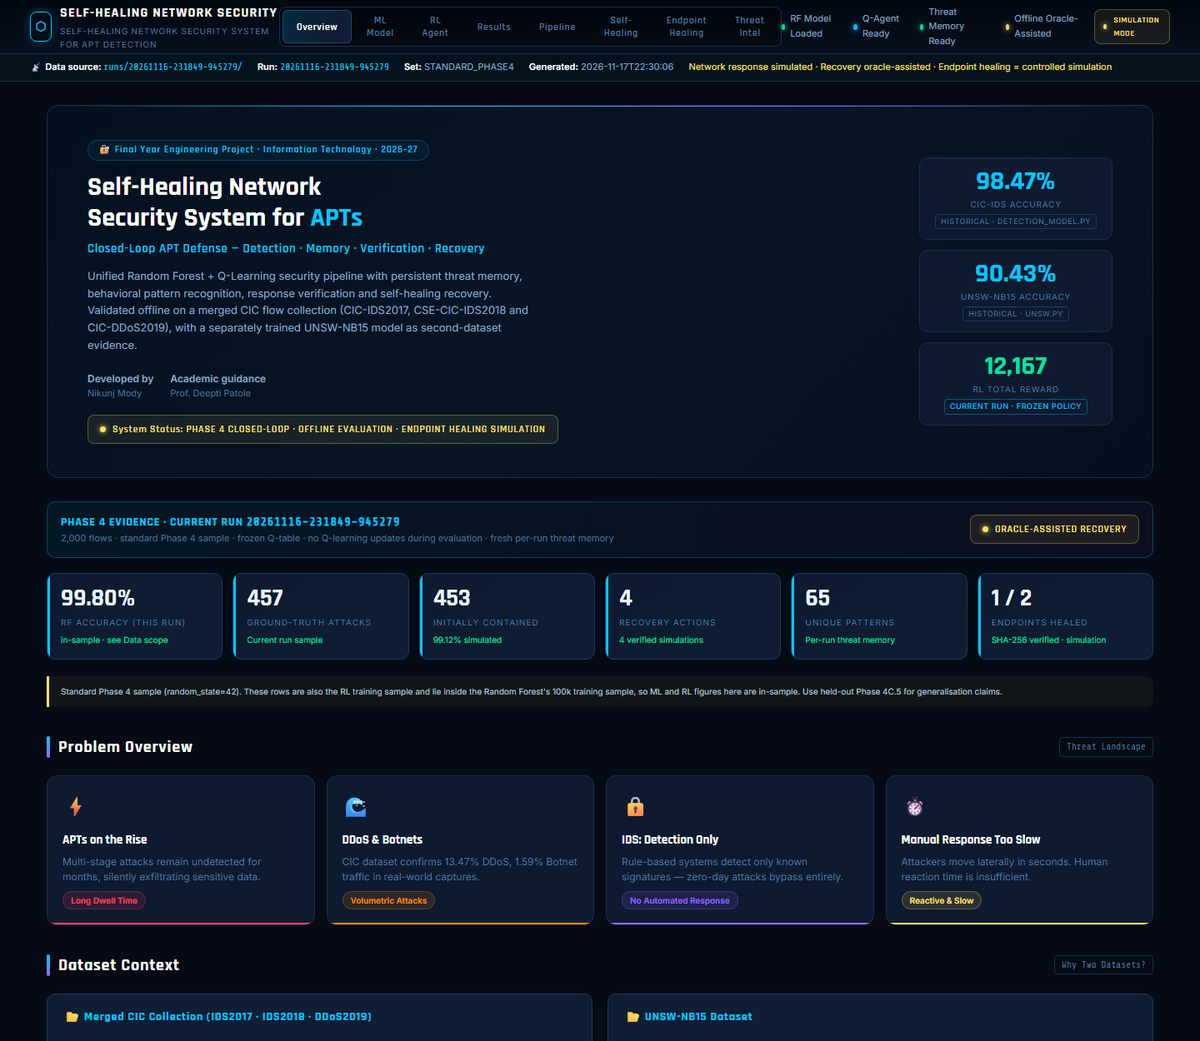 SELF-HEALING NETWORK SECURITY
SELF-HEALING NETWORK SECURITY SYSTEM
FOR APT DETECTION
Overview
ML
Model
RL
Agent
Results
Pipeline
Self-
Healing
Endpoint
Healing
Threat
Intel
RF Model
Loaded
Q-Agent
Ready
Threat
Memory
Ready
Offline Oracle-
Assisted
SIMULATION
MODE
Data source: runs/20261116-231849-945279/ Run: 20261116-231849-945279 Set: STANDARD_PHASE4 Generated: 2026-11-17T22:30:06 Network response simulated · Recovery oracle-assisted · Endpoint healing = controlled simulation
Final Year Engineering Project · Information Technology · 2026-27
Self-Healing Network
Security System for APTs
Closed-Loop APT Defense — Detection · Memory · Verification · Recovery
Unified Random Forest + Q-Learning security pipeline with persistent threat memory,
behavioral pattern recognition, response verification and self-healing recovery.
Validated offline on a merged CIC flow collection (CIC-IDS2017, CSE-CIC-IDS2018 and
CIC-DDoS2019), with a separately trained UNSW-NB15 model as second-dataset
evidence.
Developed by
Nikunj Mody
Academic guidance
Prof. Deepti Patole
System Status: PHASE 4 CLOSED-LOOP · OFFLINE EVALUATION · ENDPOINT HEALING SIMULATION
98.47%
CIC-IDS ACCURACY
HISTORICAL · DETECTION_MODEL.PY
90.43%
UNSW-NB15 ACCURACY
HISTORICAL · UNSW.PY
12,167
RL TOTAL REWARD
CURRENT RUN · FROZEN POLICY
PHASE 4 EVIDENCE · CURRENT RUN 20261116-231849-945279
2,000 flows · standard Phase 4 sample · frozen Q-table · no Q-learning updates during evaluation · fresh per-run threat memory
ORACLE-ASSISTED RECOVERY
99.80%
RF ACCURACY (THIS RUN)
in-sample · see Data scope
457
GROUND-TRUTH ATTACKS
Current run sample
453
INITIALLY CONTAINED
99.12% simulated
4
RECOVERY ACTIONS
4 verified simulations
65
UNIQUE PATTERNS
Per-run threat memory
1 / 2
ENDPOINTS HEALED
SHA-256 verified · simulation
Standard Phase 4 sample (random_state=42). These rows are also the RL training sample and lie inside the Random Forest's 100k training sample, so ML and RL figures here are in-sample. Use held-out Phase 4C.5 for generalisation claims.
Problem Overview
Threat Landscape
APTs on the Rise
Multi-stage attacks remain undetected for
months, silently exfiltrating sensitive data.
Long Dwell Time
DDoS & Botnets
CIC dataset confirms 13.47% DDoS, 1.59% Botnet
traffic in real-world captures.
Volumetric Attacks
IDS: Detection Only
Rule-based systems detect only known
signatures — zero-day attacks bypass entirely.
No Automated Response
Manual Response Too Slow
Attackers move laterally in seconds. Human
reaction time is insufficient.
Reactive & Slow
Dataset Context
Why Two Datasets?
Merged CIC Collection (IDS2017 · IDS2018 · DDoS2019)
UNSW-NB15 Dataset